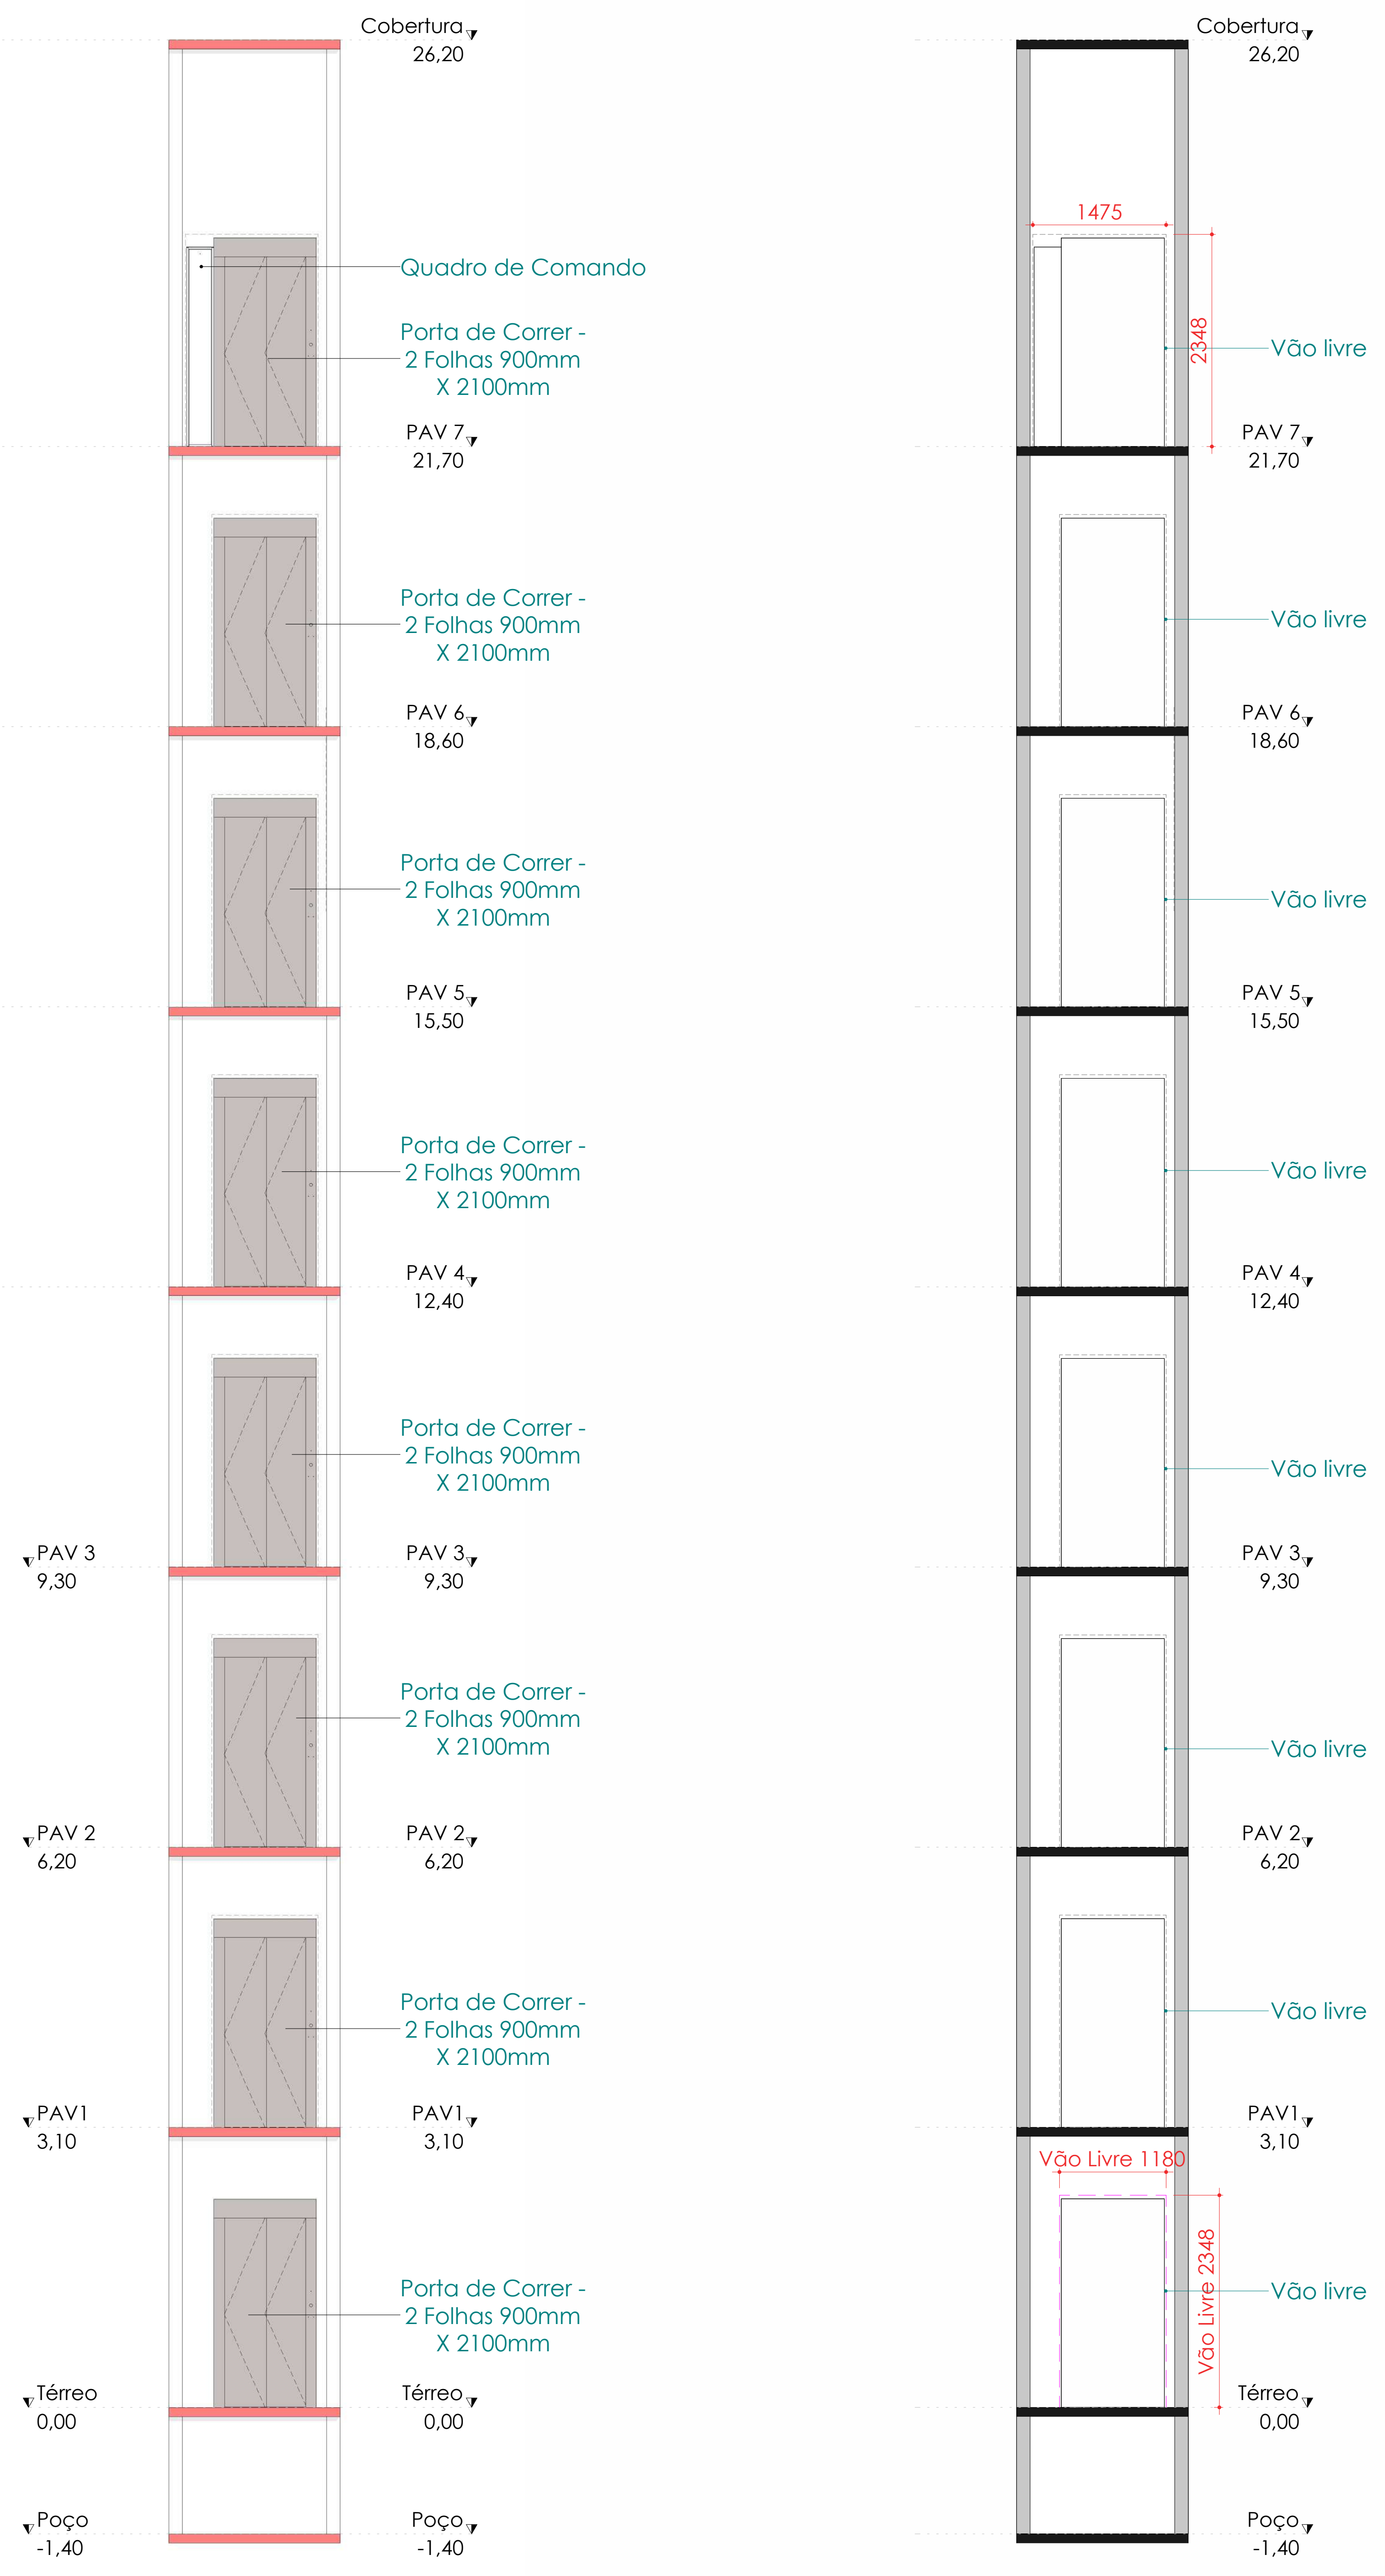 Cobertura
26,20
Quadro de Comando
Porta de Correr -
2 Folhas 900mm
X 2100mm
PAV 7
21,70
Porta de Correr -
2 Folhas 900mm
X 2100mm
PAV 6
18,60
Porta de Correr -
2 Folhas 900mm
X 2100mm
PAV 5
15,50
Porta de Correr -
2 Folhas 900mm
X 2100mm
PAV 4
12,40
Porta de Correr -
2 Folhas 900mm
X 2100mm
PAV 3
9,30
PAV 3
9,30
Porta de Correr -
2 Folhas 900mm
X 2100mm
PAV 2
6,20
PAV 2
6,20
Porta de Correr -
2 Folhas 900mm
X 2100mm
PAV1
3,10
PAV1
3,10
Porta de Correr -
2 Folhas 900mm
X 2100mm
Térreo
0,00
Térreo
0,00
Poço
-1,40
Poço
-1,40
Cobertura
26,20
1475
2348
Vão livre
PAV 7
21,70
Vão livre
PAV 6
18,60
Vão livre
PAV 5
15,50
Vão livre
PAV 4
12,40
Vão livre
PAV 3
9,30
Vão livre
PAV 2
6,20
Vão livre
PAV1
3,10
Vão Livre 1180
Vão Livre 2348
Vão livre
Térreo
0,00
Poço
-1,40